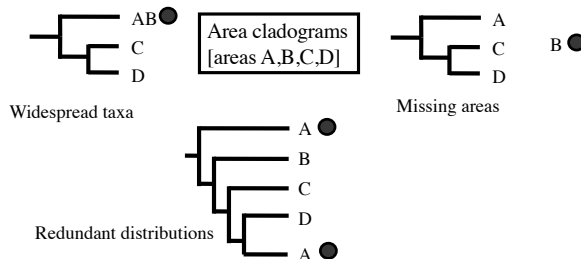 AB
C
D
Widespread taxa
Area cladograms
[areas A,B,C,D]
A
C
B
D
Missing areas
A
B
C
D
A
Redundant distributions